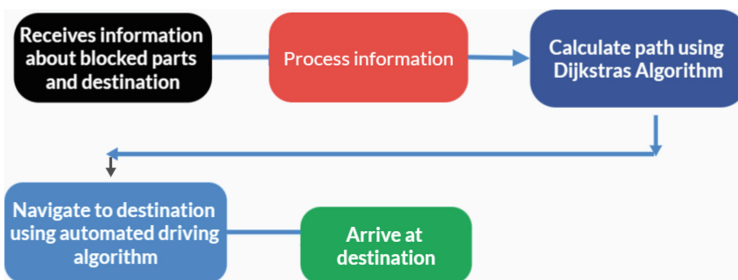 Receives information
about blocked parts
and destination
Process information
Calculate path using
Dijkstras Algorithm
Navigate to destination
using automated driving
algorithm
Arrive at
destination